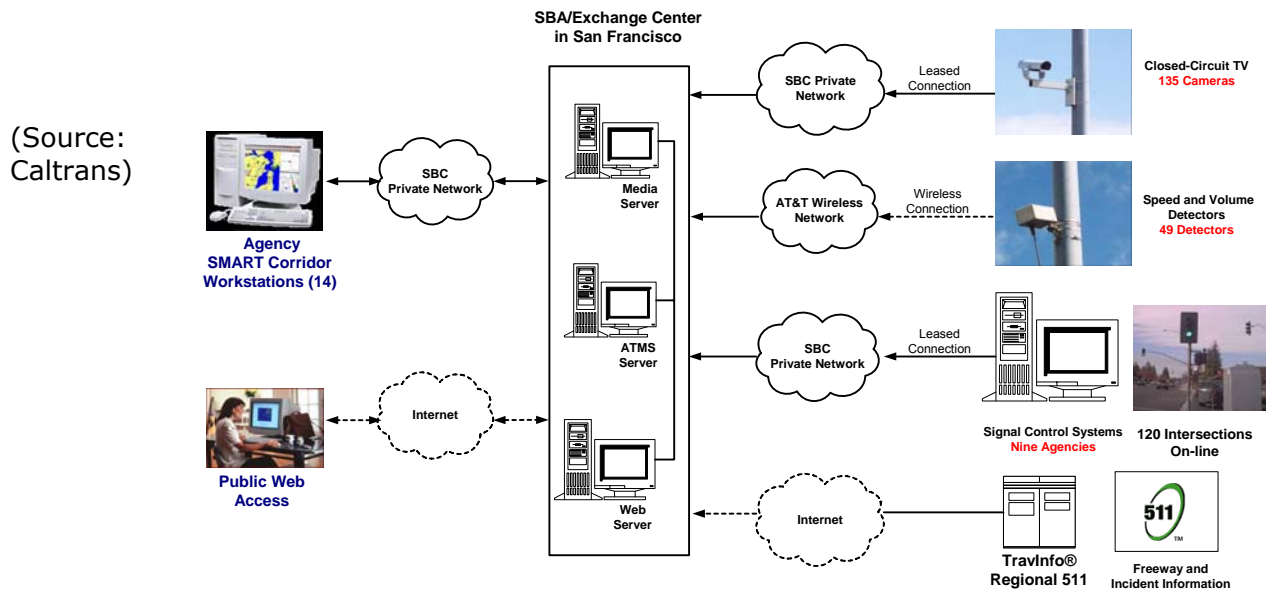 (Source:
Caltrans)
SBA/Exchange Center
in San Francisco
Agency
SMART Corridor
Workstations (14)
SBC
Private Network
Public Web
Access
Internet
Media
Server
ATMS
Server
Web
Server
SBC Private
Network
Leased
Connection
Closed-Circuit TV
135 Cameras
AT&T Wireless
Network
Wireless
Connection
Speed and Volume
Detectors
49 Detectors
SBC
Private Network
Leased
Connection
Signal Control Systems
Nine Agencies
120 Intersections
On-line
Internet
TravInfo®
Regional 511
511
TM
Freeway and
Incident Information